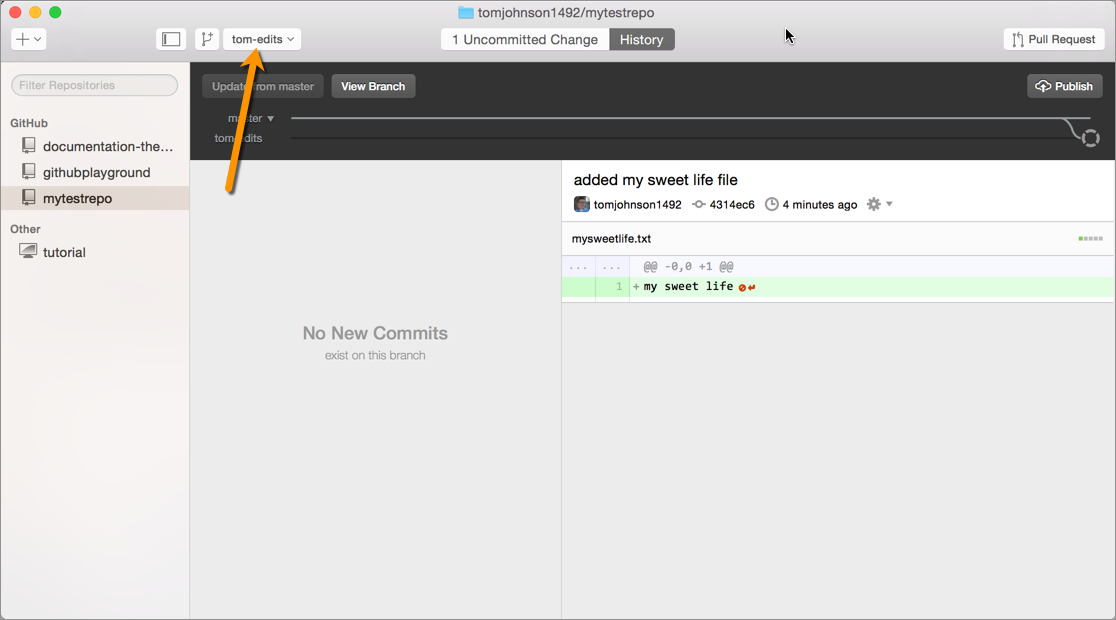 tomjohnson1492/mytestrepo
tom-edits
1 Uncommitted Change
History
Pull Request
Filter Repositories
GitHub
documentation-the...
githubplayground
mytestrepo
Other
tutorial
Update from master
View Branch
Publish
master
tom-edits
No New Commits
exist on this branch
added my sweet life file
tomjohnson1492 4314ec6 4 minutes ago
mysweetlife.txt
... ... @@ -0,0 +1 @@
1 + my sweet life